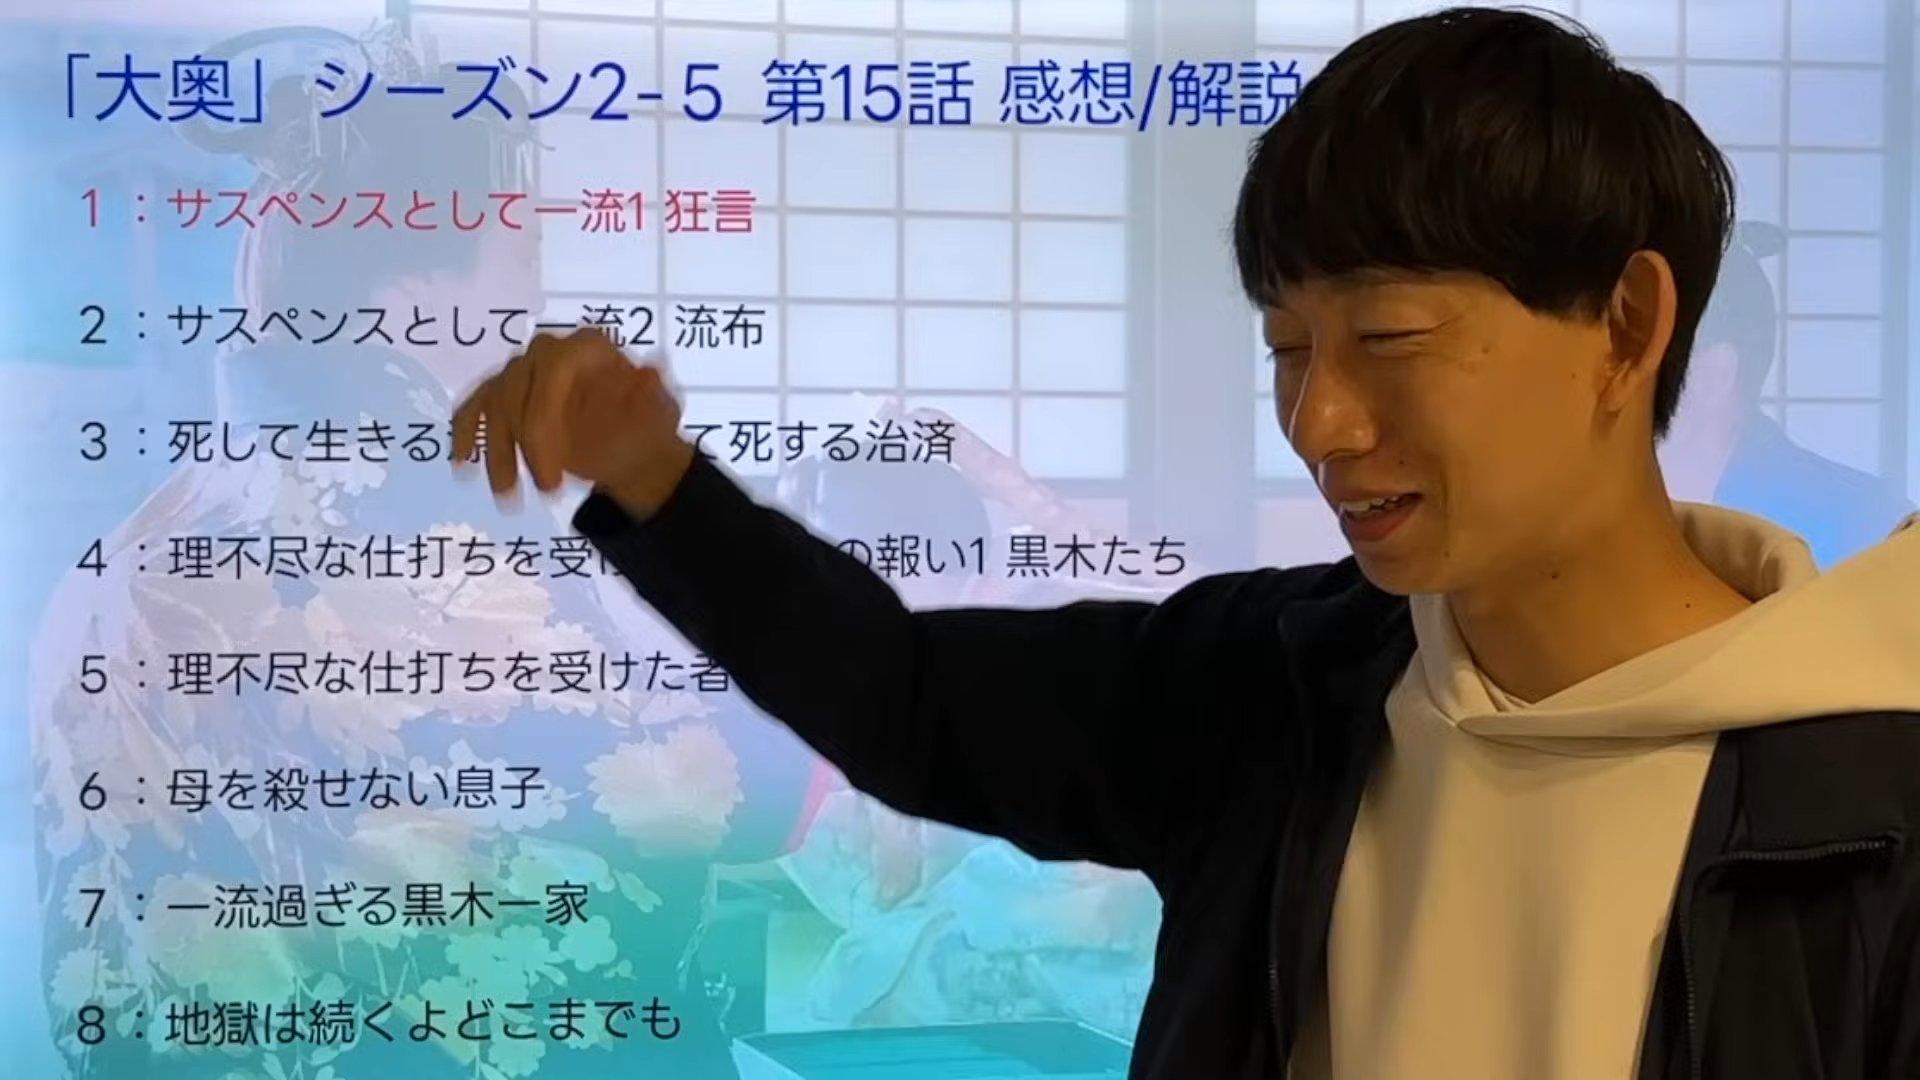 「大奥」シーズン2-5 第15話 感想/解説
1：サスペンスとして一流1 狂言
2：サスペンスとして一流2 流布
3：死して生きる て死する治済
4：理不尽な仕打ちを受け の報い1 黒木たち
5：理不尽な仕打ちを受けた者
6：母を殺せない息子
7：一流過ぎる黒木一家
8：地獄は続くよどこまでも